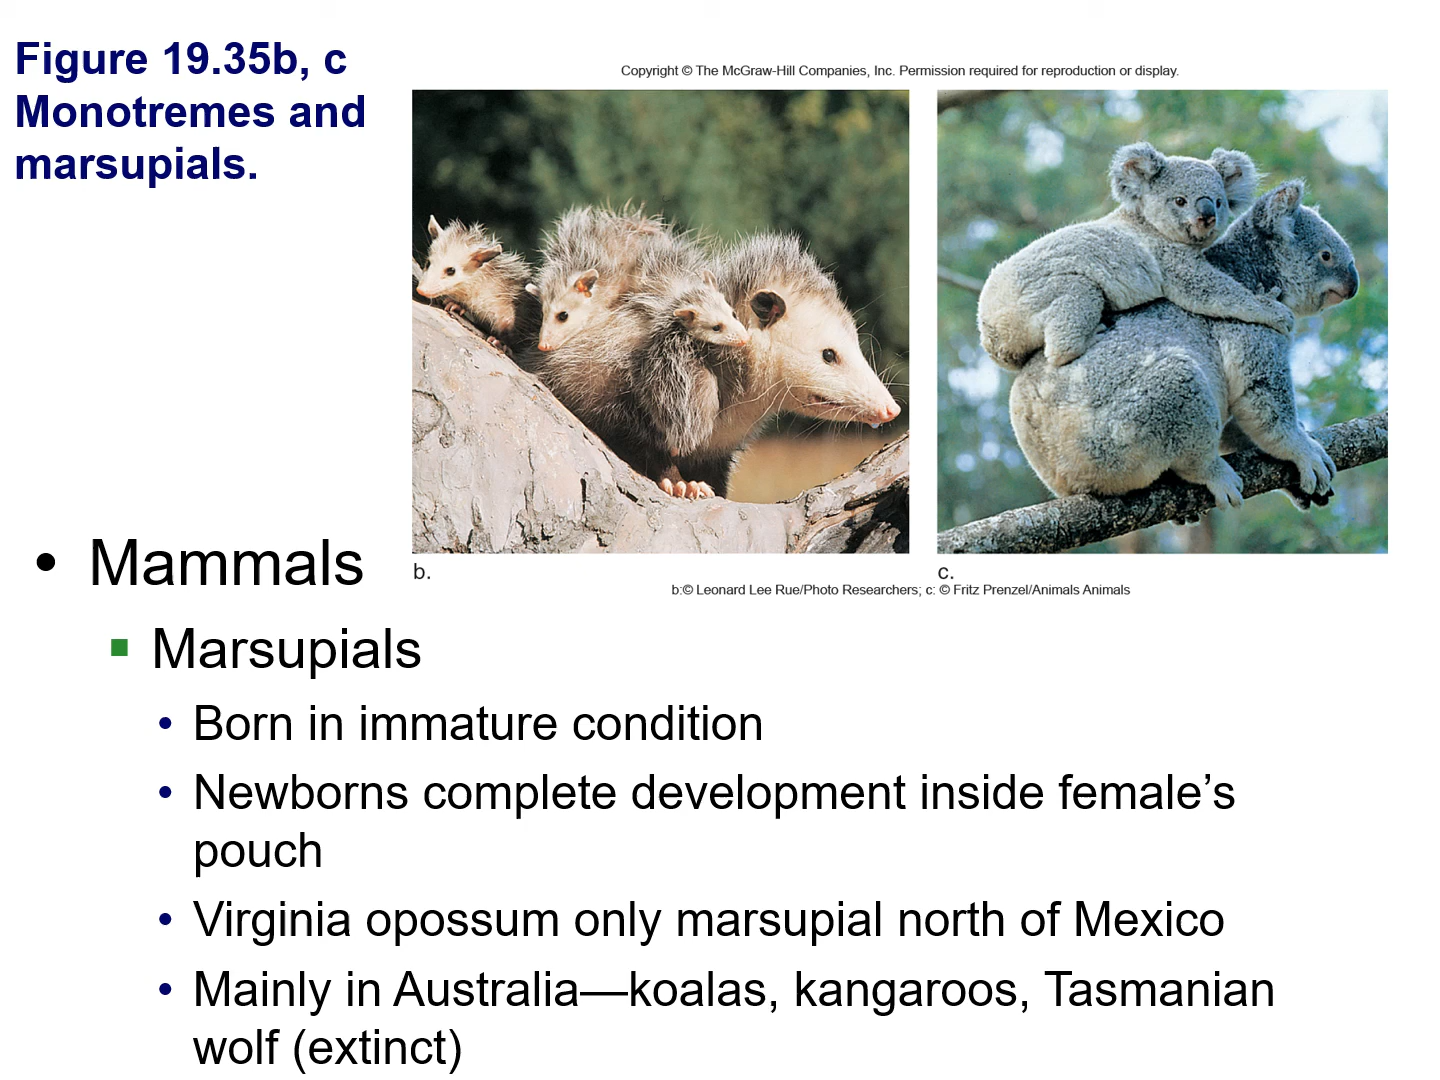 Figure 19.35b, c
Monotremes and
marsupials.
Copyright © The McGraw-Hill Companies, Inc. Permission required for reproduction or display.
b.
c.
b:© Leonard Lee Rue/Photo Researchers; c: © Fritz Prenzel/Animals Animals
• Mammals
▪ Marsupials
• Born in immature condition
• Newborns complete development inside female’s
pouch
• Virginia opossum only marsupial north of Mexico
• Mainly in Australia—koalas, kangaroos, Tasmanian
wolf (extinct)